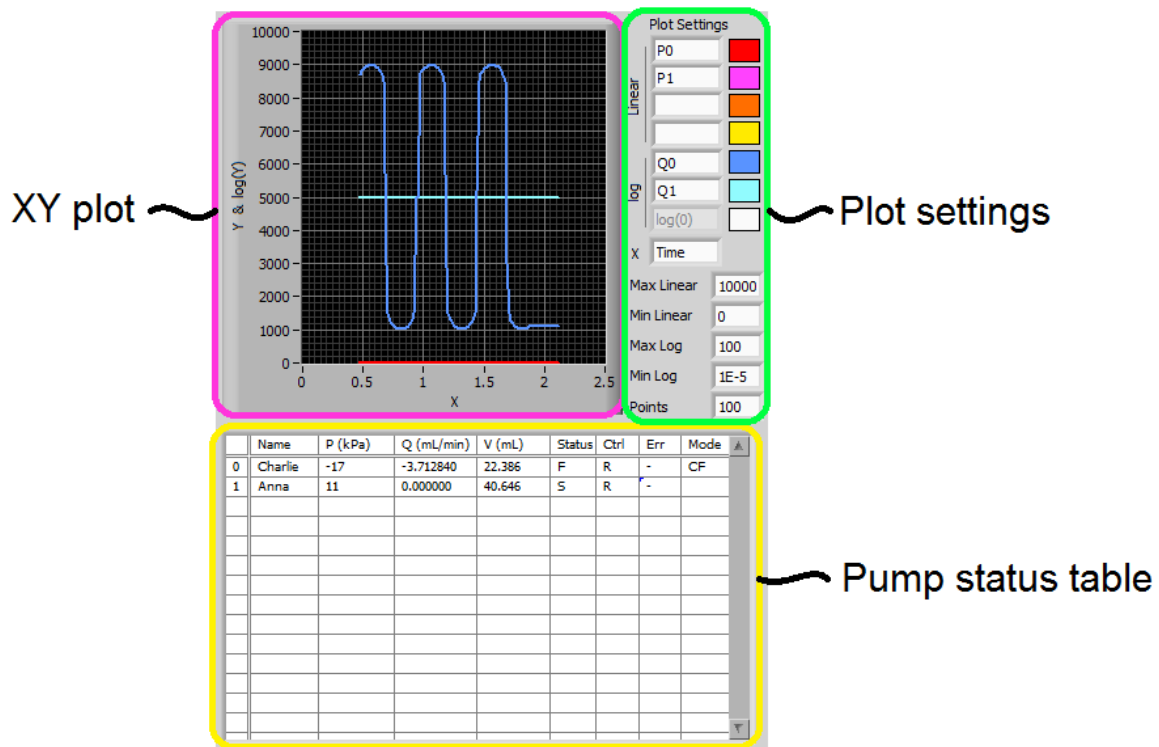 Plot Settings
10000
9000
8000
7000
6000
5000
4000
3000
2000
1000
0
Y & log(Y)
0 0.5 1 1.5 2 2.5
X
Linear
P0
P1
log
Q0
Q1
log(0)
X Time
Max Linear 10000
Min Linear 0
Max Log 100
Min Log 1E-5
Points 100
XY plot
Plot settings
Name P (kPa) Q (mL/min) V (mL) Status Ctrl Err Mode
0 Charlie -17 -3.712840 22.386 F R - CF
1 Anna 11 0.000000 40.646 S R -
Pump status table